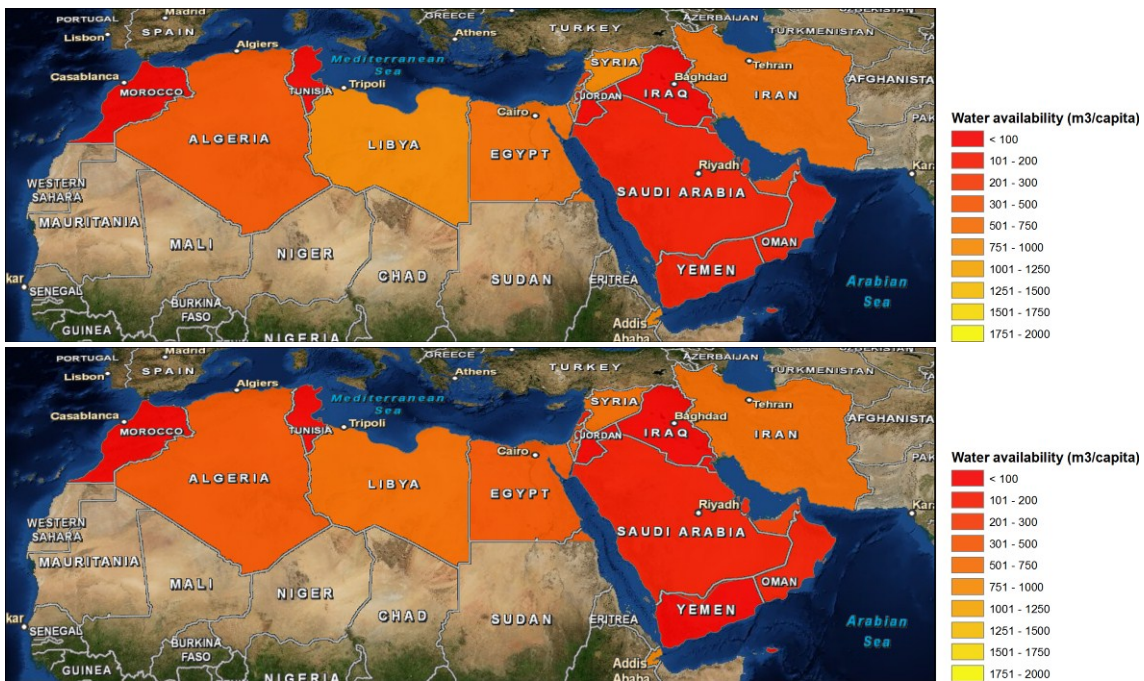 PORTUGAL
Madrid
SPAIN
Lisbon
Algiers
Casablanca
MOROCCO
TUNISIA
Mediterranean
Sea
Tripoli
GREECE
Athens
TURKEY
AZERBAIJAN
TURKMENISTAN
SYRIA
Tehran
AFGHANISTA
Baghdad
IRAQ
IRAN
JORDAN
Cairo
ALGERIA
LIBYA
EGYPT
Riyadh
SAUDI ARABIA
WESTERN
SAHARA
MAURITANIA
MALI
NIGER
CHAD
SUDAN
ERITREA
YEMEN
OMAN
Arabian
Sea
kar
SENEGAL
BURKINA
FASO
GUINEA
NIGERIA
Addis
Ababa
PAK
Kara
Water availability (m3/capita)
< 100
101 - 200
201 - 300
301 - 500
501 - 750
751 - 1000
1001 - 1250
1251 - 1500
1501 - 1750
1751 - 2000
PORTUGAL
Madrid
SPAIN
Lisbon
Algiers
Casablanca
MOROCCO
TUNISIA
Mediterranean
Sea
Tripoli
GREECE
Athens
TURKEY
AZERBAIJAN
TURKMENISTAN
SYRIA
Tehran
AFGHANISTA
Baghdad
IRAQ
IRAN
JORDAN
Cairo
ALGERIA
LIBYA
EGYPT
Riyadh
SAUDI ARABIA
WESTERN
SAHARA
MAURITANIA
MALI
NIGER
CHAD
SUDAN
ERITREA
YEMEN
OMAN
Arabian
Sea
kar
SENEGAL
BURKINA
FASO
GUINEA
NIGERIA
Addis
Ababa
PAK
Kara
Water availability (m3/capita)
< 100
101 - 200
201 - 300
301 - 500
501 - 750
751 - 1000
1001 - 1250
1251 - 1500
1501 - 1750
1751 - 2000